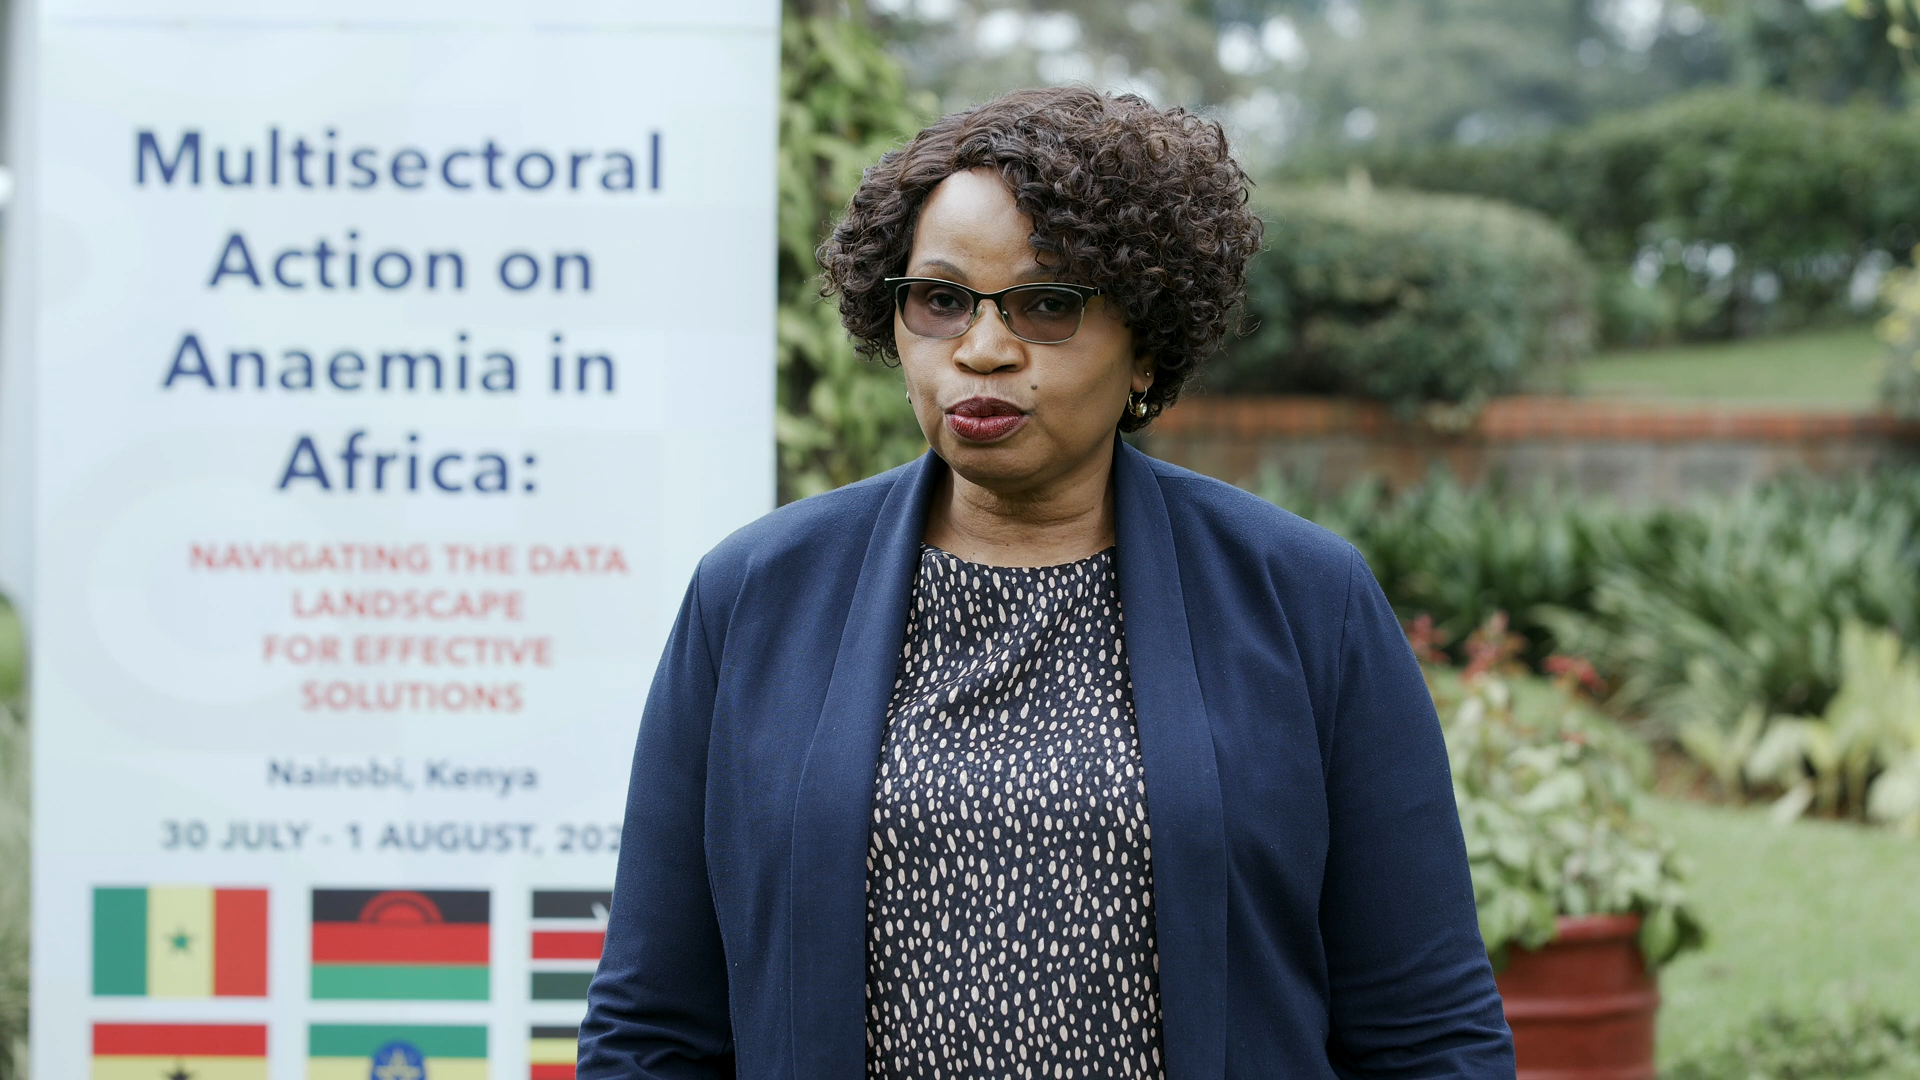 Multisectoral
Action on
Anaemia in
Africa:
NAVIGATING THE DATA
LANDSCAPE
FOR EFFECTIVE
SOLUTIONS
Nairobi, Kenya
30 JULY - 1 AUGUST, 202